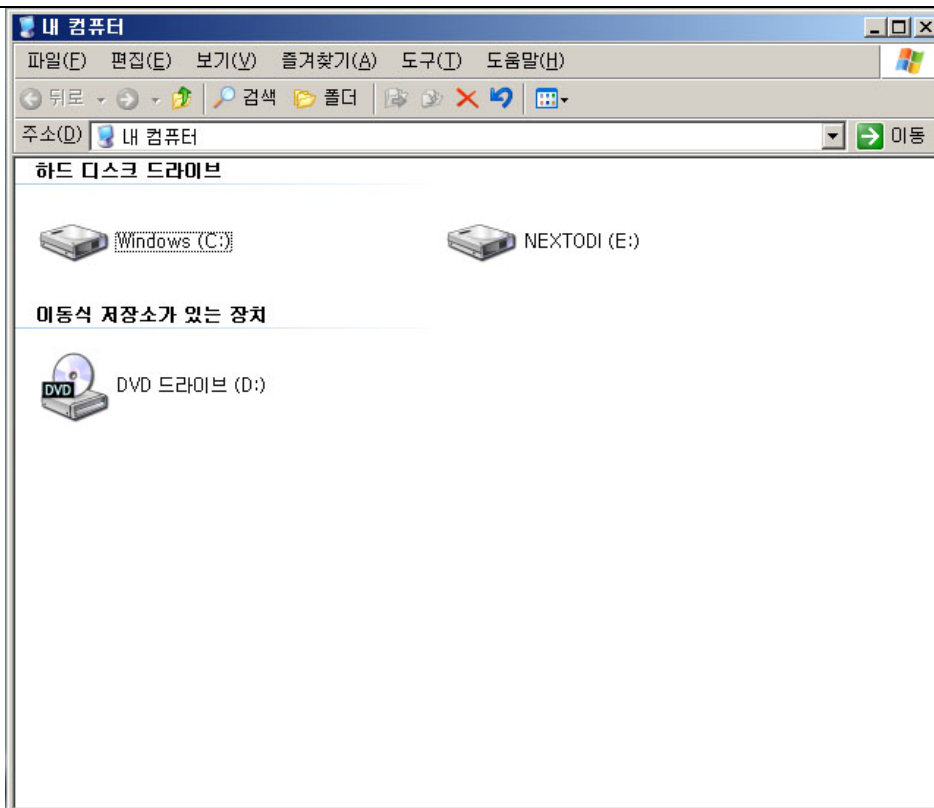 내 컴퓨터
파일(F) 편집(E) 보기(V) 즐겨찾기(A) 도구(T) 도움말(H)
뒤로 검색 폴더
주소(D) 내 컴퓨터 이동
하드 디스크 드라이브
Windows (C:) NEXTODI (E:)
이동식 저장소가 있는 장치
DVD DVD 드라이브 (D:)